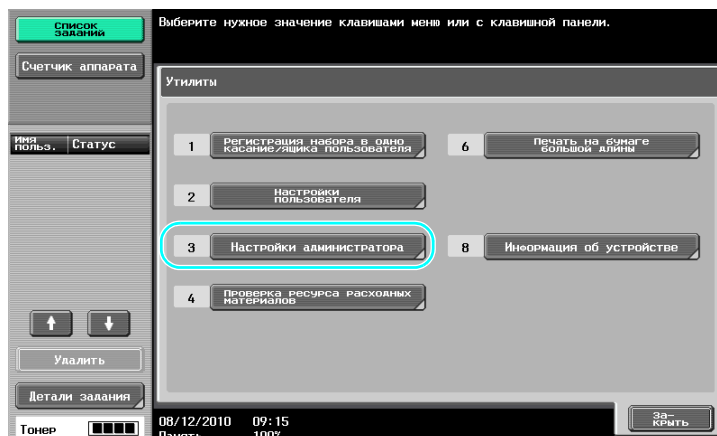 Список
заданий
Выберите нужное значение клавишами меню или с клавишной панели.
Счетчик аппарата
Утилиты
Имя
польз.
Статус
1
Регистрация набора в одно
касание/ящика пользователя
6
Печать на бумаге
большой длины
2
Настройки
пользователя
3
Настройки администратора
8
Информация об устройстве
4
Проверка ресурса расходных
материалов
Удалить
Детали задания
Тонер
08/12/2010 09:15
Память 100%
За-
крыть